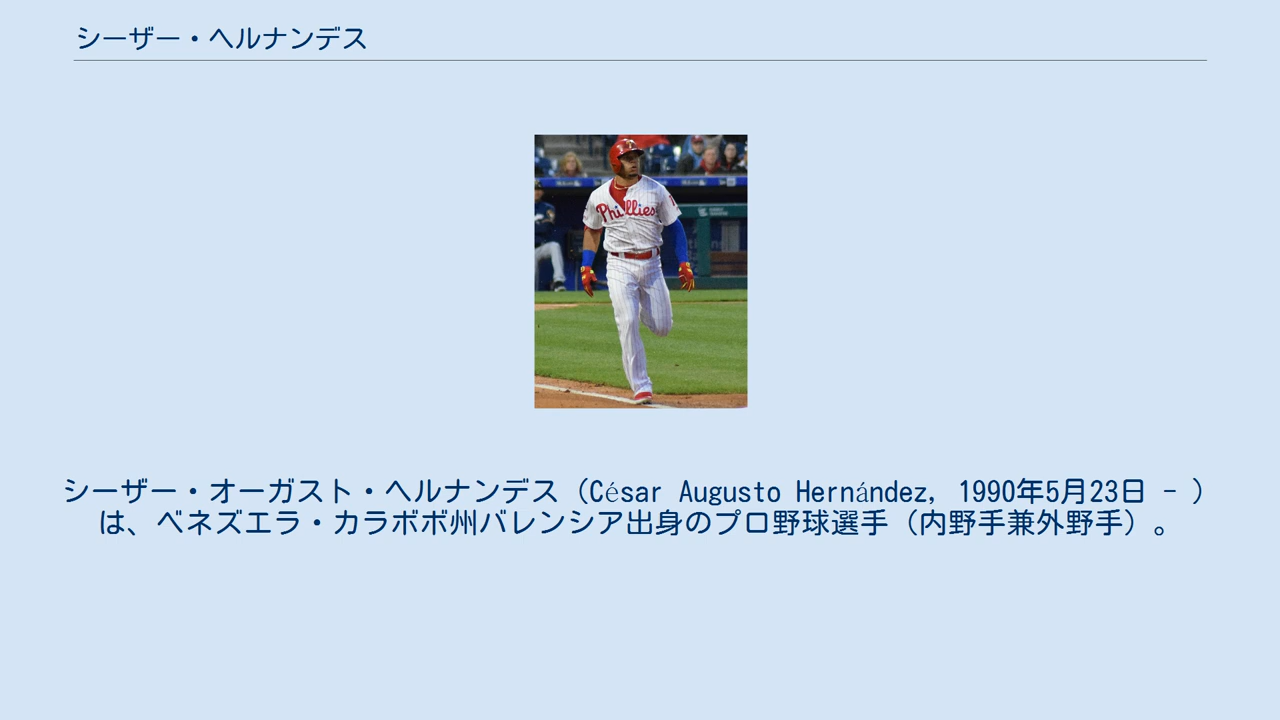 シーザー・ヘルナンデス
Phillies
シーザー・オーガスト・ヘルナンデス（César Augusto Hernández, 1990年5月23日 - ）
は、ベネズエラ・カラボボ州バレンシア出身のプロ野球選手（内野手兼外野手）。